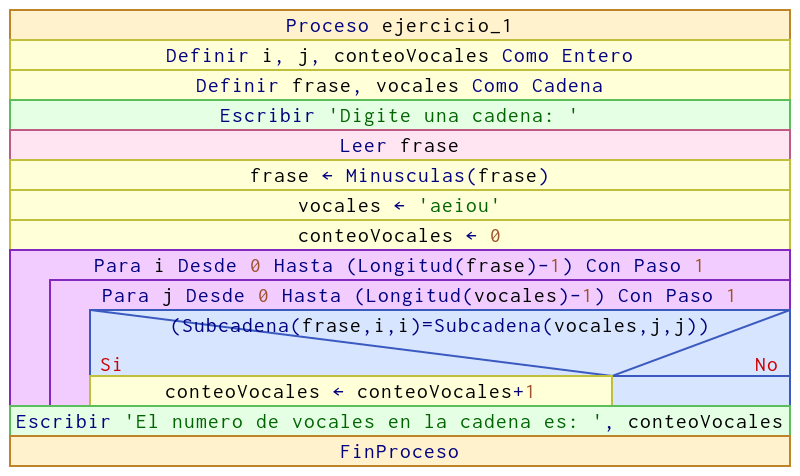 Proceso ejercicio_1
Definir i, j, conteoVocales Como Entero
Definir frase, vocales Como Cadena
Escribir 'Digite una cadena: '
Leer frase
frase ← Minusculas(frase)
vocales ← 'aeiou'
conteoVocales ← 0
Para i Desde 0 Hasta (Longitud(frase)-1) Con Paso 1
Para j Desde 0 Hasta (Longitud(vocales)-1) Con Paso 1
(Subcadena(frase,i,i)=Subcadena(vocales,j,j))
Si No
conteoVocales ← conteoVocales+1
Escribir 'El numero de vocales en la cadena es: ', conteoVocales
FinProceso